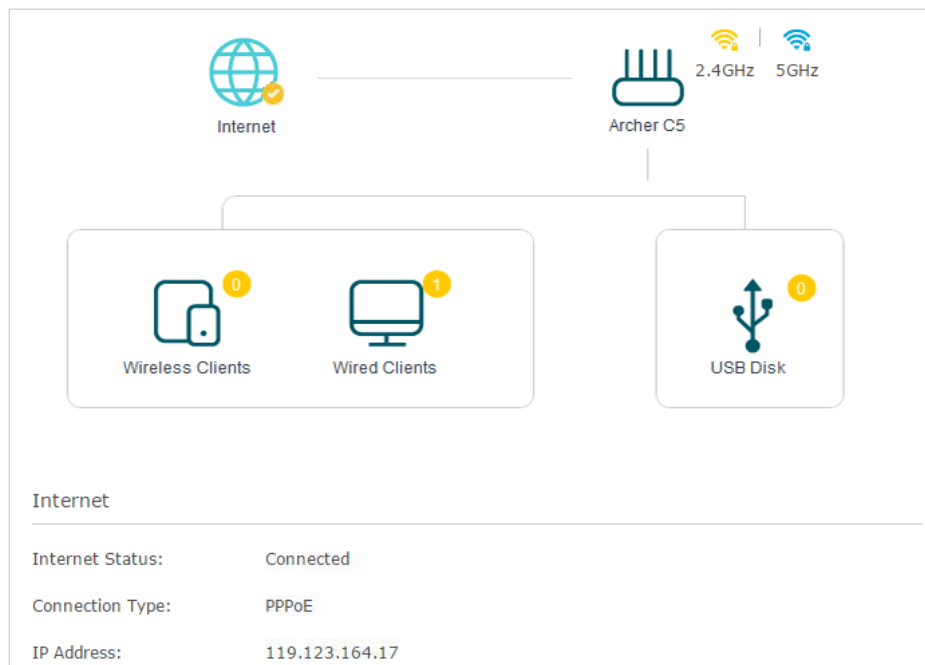 2.4GHz 5GHz
Internet
Archer C5
0 1 0
Wireless Clients Wired Clients USB Disk
Internet
Internet Status: Connected
Connection Type: PPPoE
IP Address: 119.123.164.17